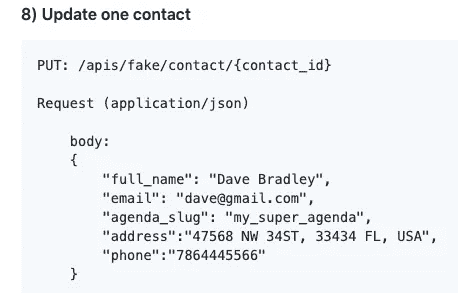 8) Update one contact
PUT: /apis/fake/contact/{contact_id}
Request (application/json)
body:
{
"full_name": "Dave Bradley",
"email": "dave@gmail.com",
"agenda_slug": "my_super_agenda",
"address":"47568 NW 34ST, 33434 FL, USA",
"phone":"7864445566"
}